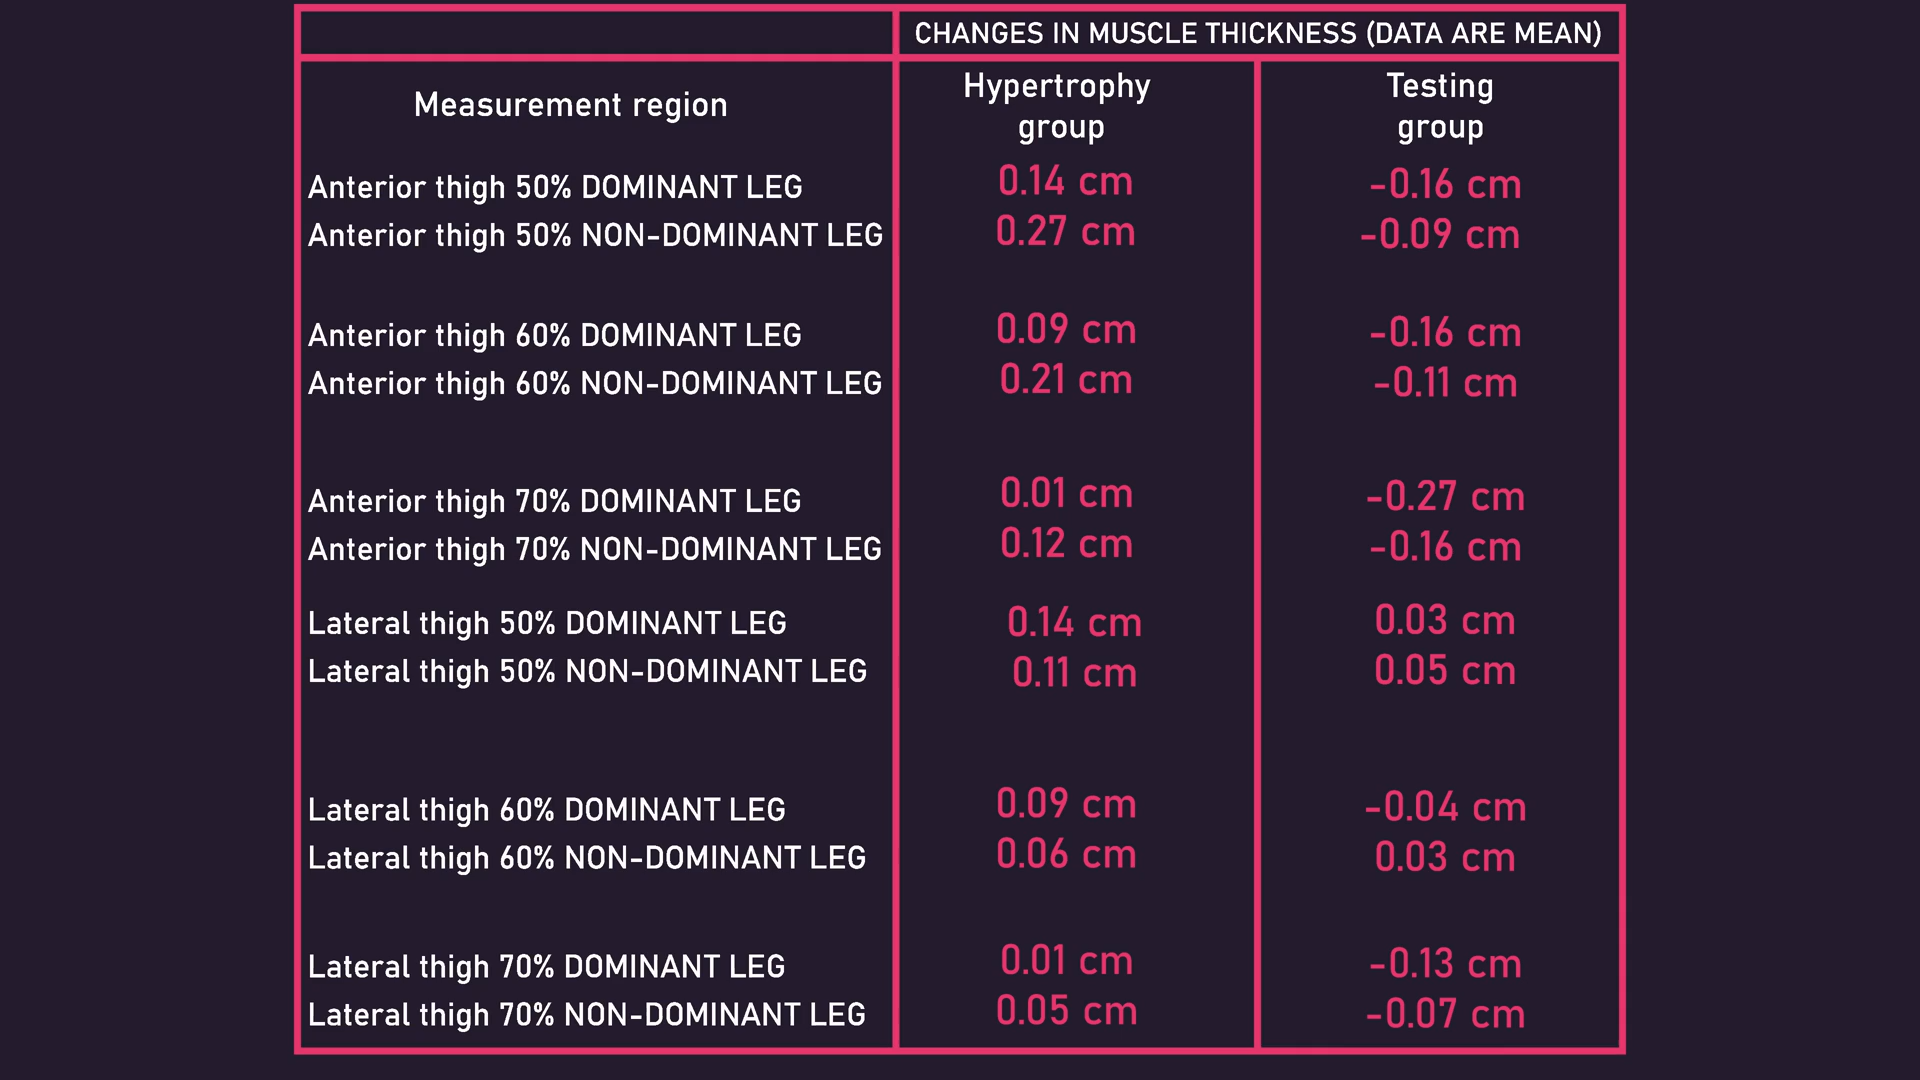 CHANGES IN MUSCLE THICKNESS (DATA ARE MEAN)
Measurement region
Hypertrophy
group
Testing
group
Anterior thigh 50% DOMINANT LEG 0.14 cm -0.16 cm
Anterior thigh 50% NON-DOMINANT LEG 0.27 cm -0.09 cm
Anterior thigh 60% DOMINANT LEG 0.09 cm -0.16 cm
Anterior thigh 60% NON-DOMINANT LEG 0.21 cm -0.11 cm
Anterior thigh 70% DOMINANT LEG 0.01 cm -0.27 cm
Anterior thigh 70% NON-DOMINANT LEG 0.12 cm -0.16 cm
Lateral thigh 50% DOMINANT LEG 0.14 cm 0.03 cm
Lateral thigh 50% NON-DOMINANT LEG 0.11 cm 0.05 cm
Lateral thigh 60% DOMINANT LEG 0.09 cm -0.04 cm
Lateral thigh 60% NON-DOMINANT LEG 0.06 cm 0.03 cm
Lateral thigh 70% DOMINANT LEG 0.01 cm -0.13 cm
Lateral thigh 70% NON-DOMINANT LEG 0.05 cm -0.07 cm